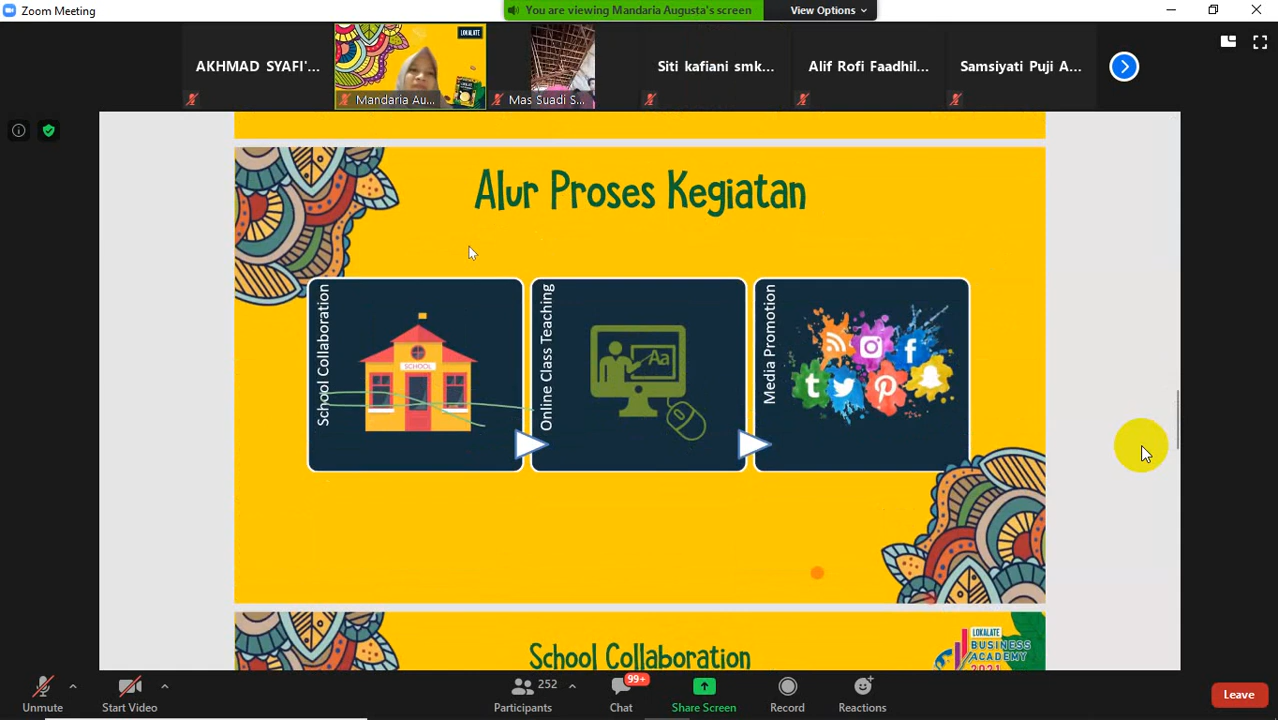 Zoom Meeting
You are viewing Mandaria Augusta's screen
View Options
AKHMAD SYAFI'...
LOKALATE
Mandaria Au...
Mas Suadi S...
Siti kafiani smk...
Alif Rofi Faadhil...
Samsiyati Puji A...
Alur Proses Kegiatan
School Collaboration
SCHOOL
Online Class Teaching
Aa
Media Promotion
School Collaboration
LOKALATE
BUSINESS
ACADEMY
2021
Unmute
Start Video
252
Participants
99+
Chat
Share Screen
Record
Reactions
Leave